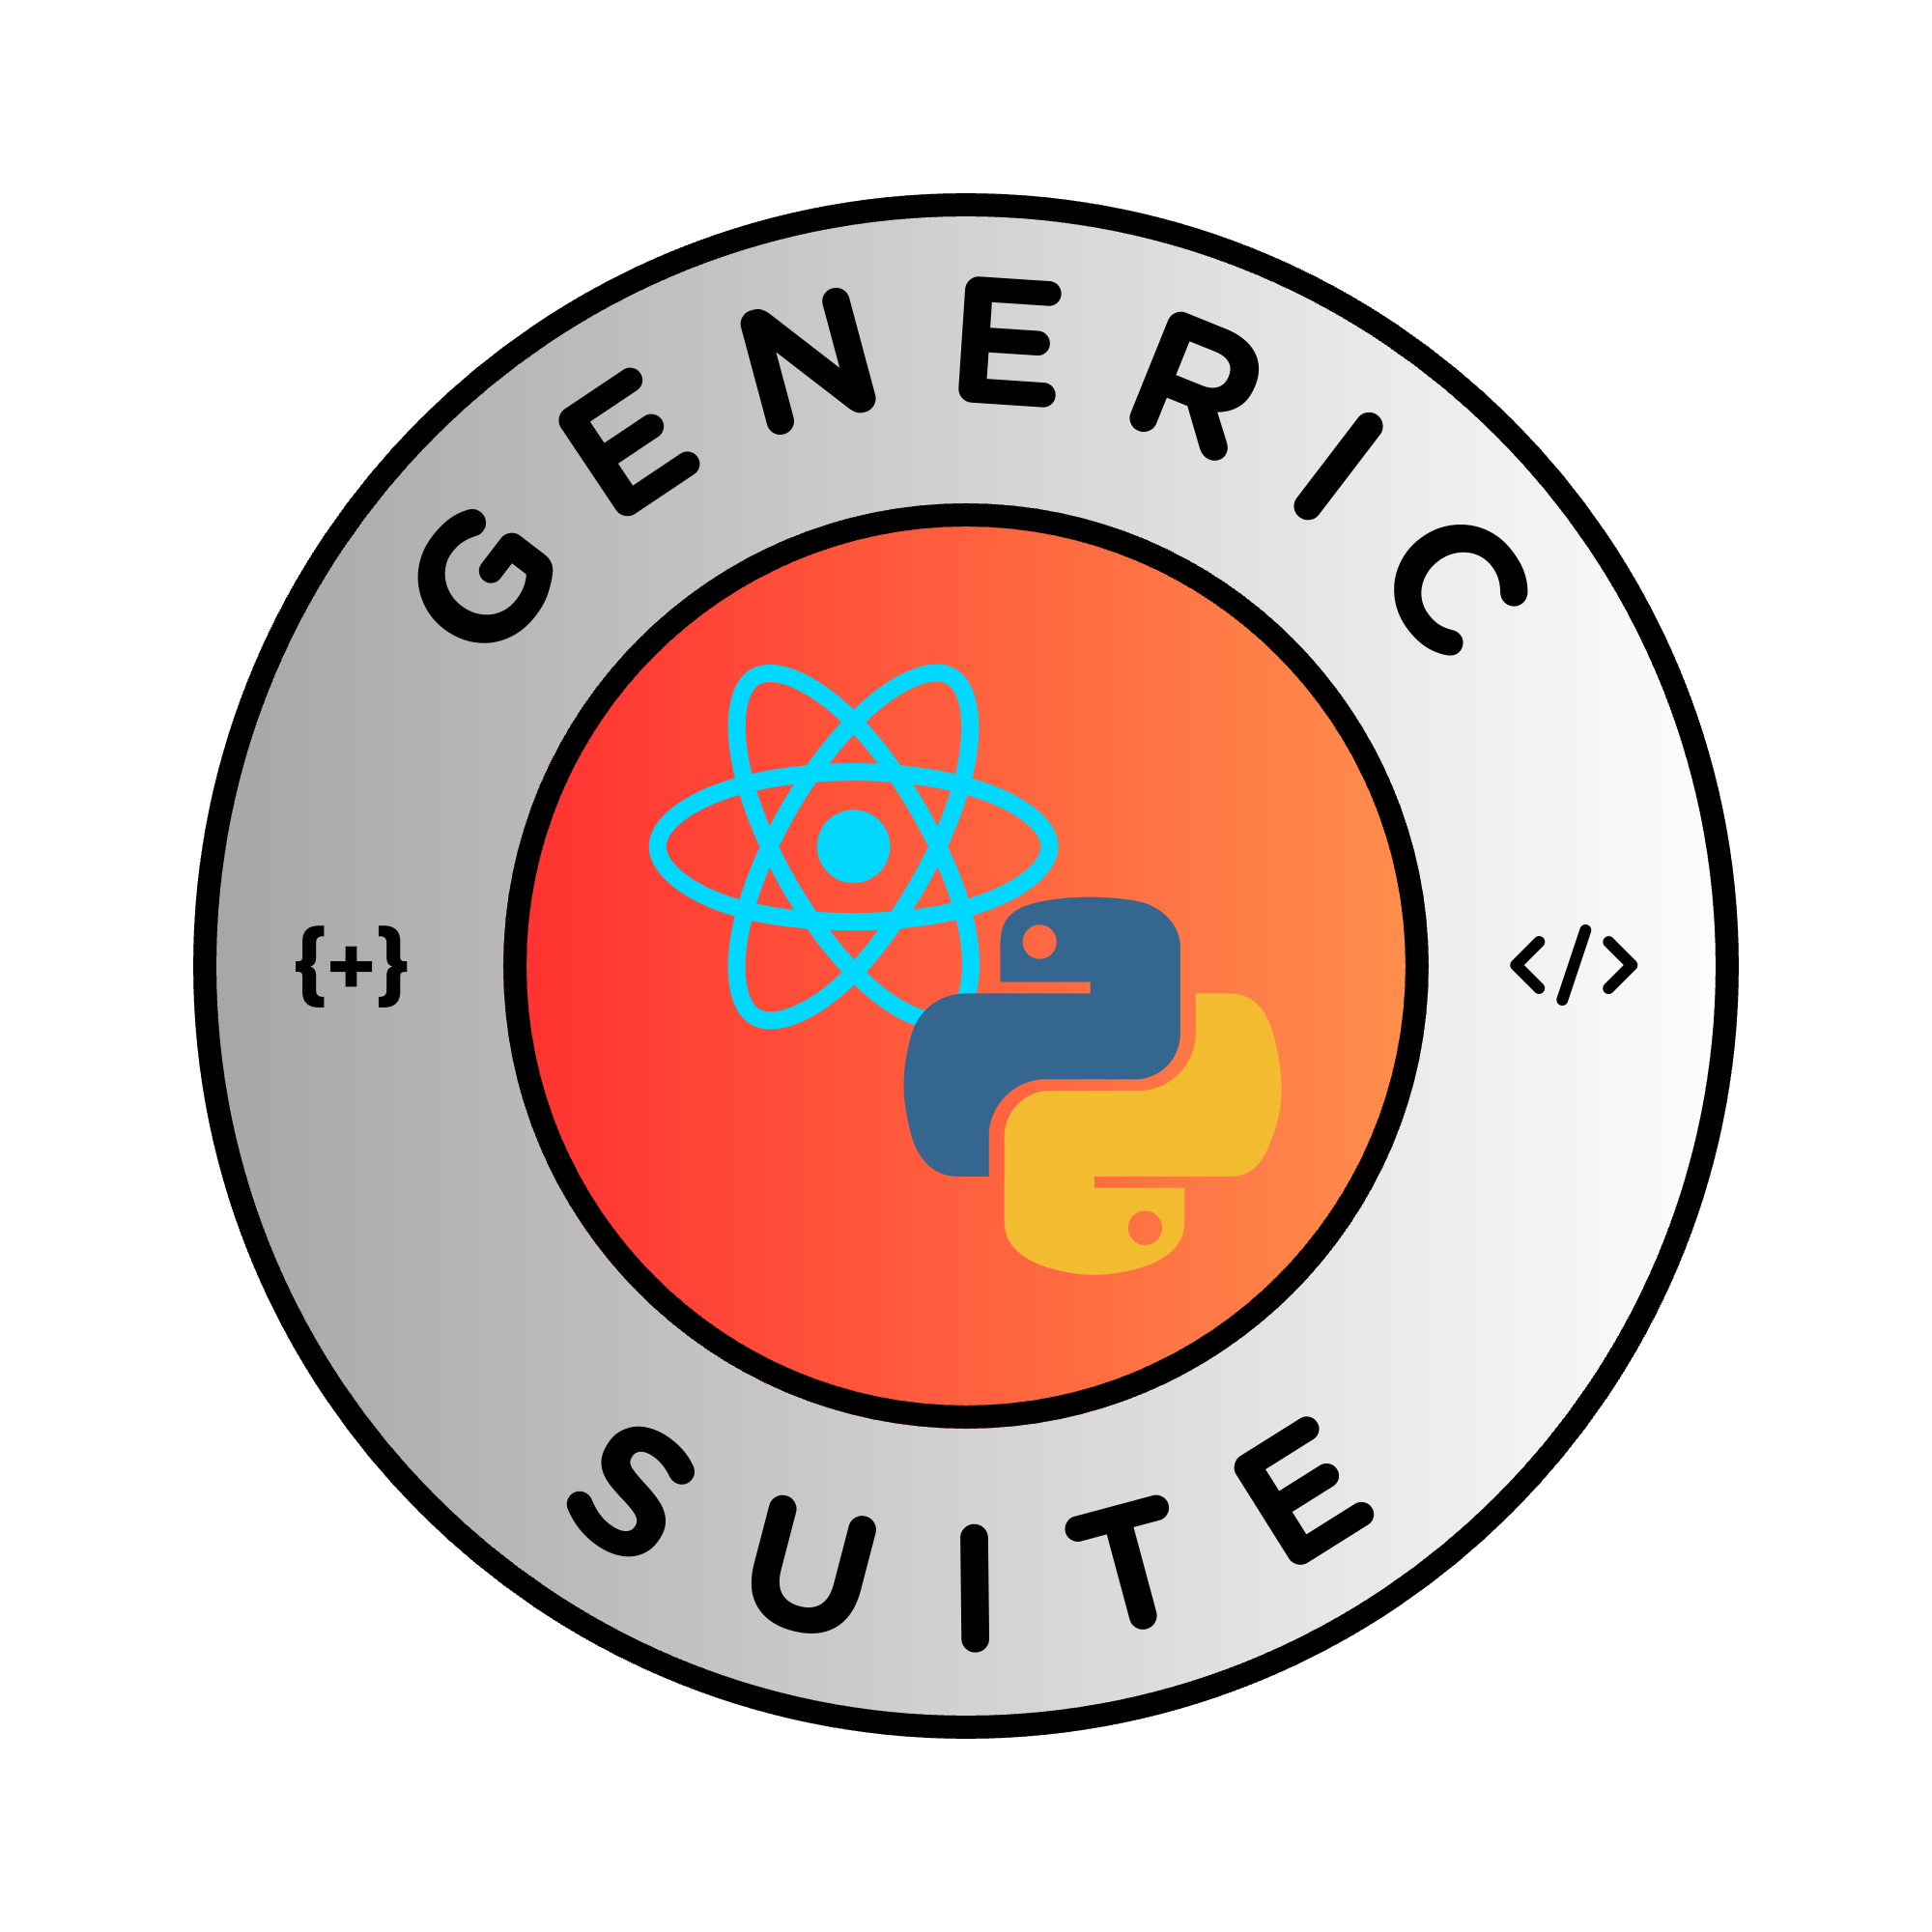 GENERIC
{+}
</>
SUITE